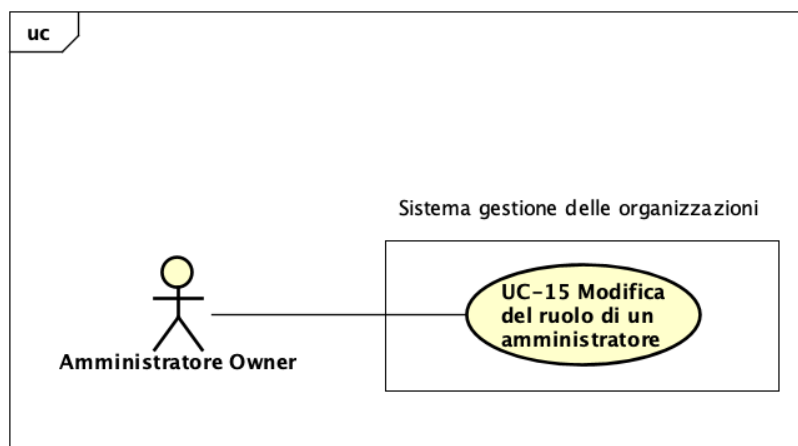 uc
Sistema gestione delle organizzazioni
UC-15 Modifica
del ruolo di un
amministratore
Amministratore Owner